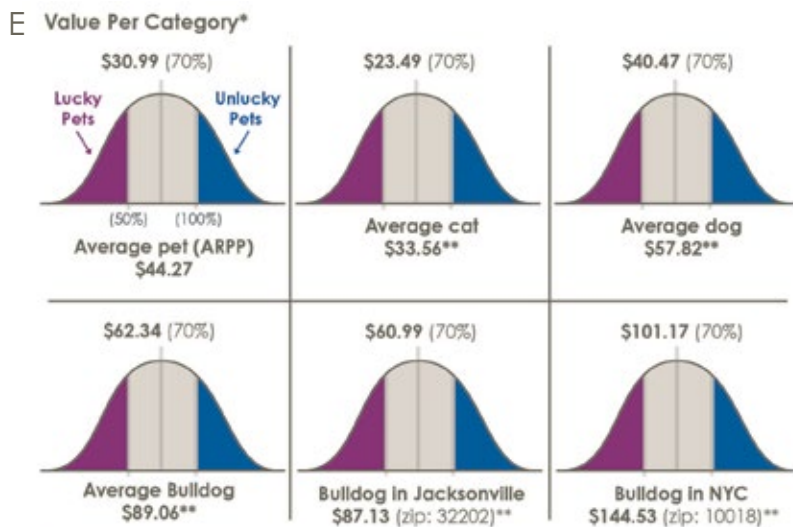 E Value Per Category*
$30.99 (70%)
Lucky
Pets
Unlucky
Pets
(50%) (100%)
Average pet (ARPP)
$44.27
$23.49 (70%)
Average cat
$33.56**
$40.47 (70%)
Average dog
$57.82**
$62.34 (70%)
Average Bulldog
$89.06**
$60.99 (70%)
Bulldog in Jacksonville
$87.13 (zip: 32202)**
$101.17 (70%)
Bulldog in NYC
$144.53 (zip: 10018)**